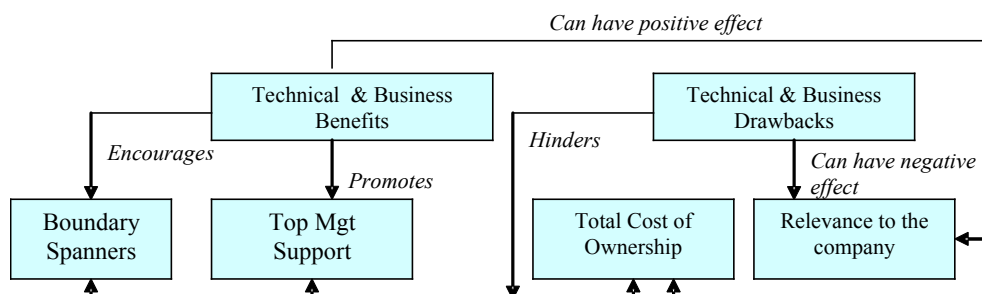 Can have positive effect
Technical & Business
Benefits
Technical & Business
Drawbacks
Encourages
Promotes
Hinders
Can have negative
effect
Boundary
Spanners
Top Mgt
Support
Total Cost of
Ownership
Relevance to the
company